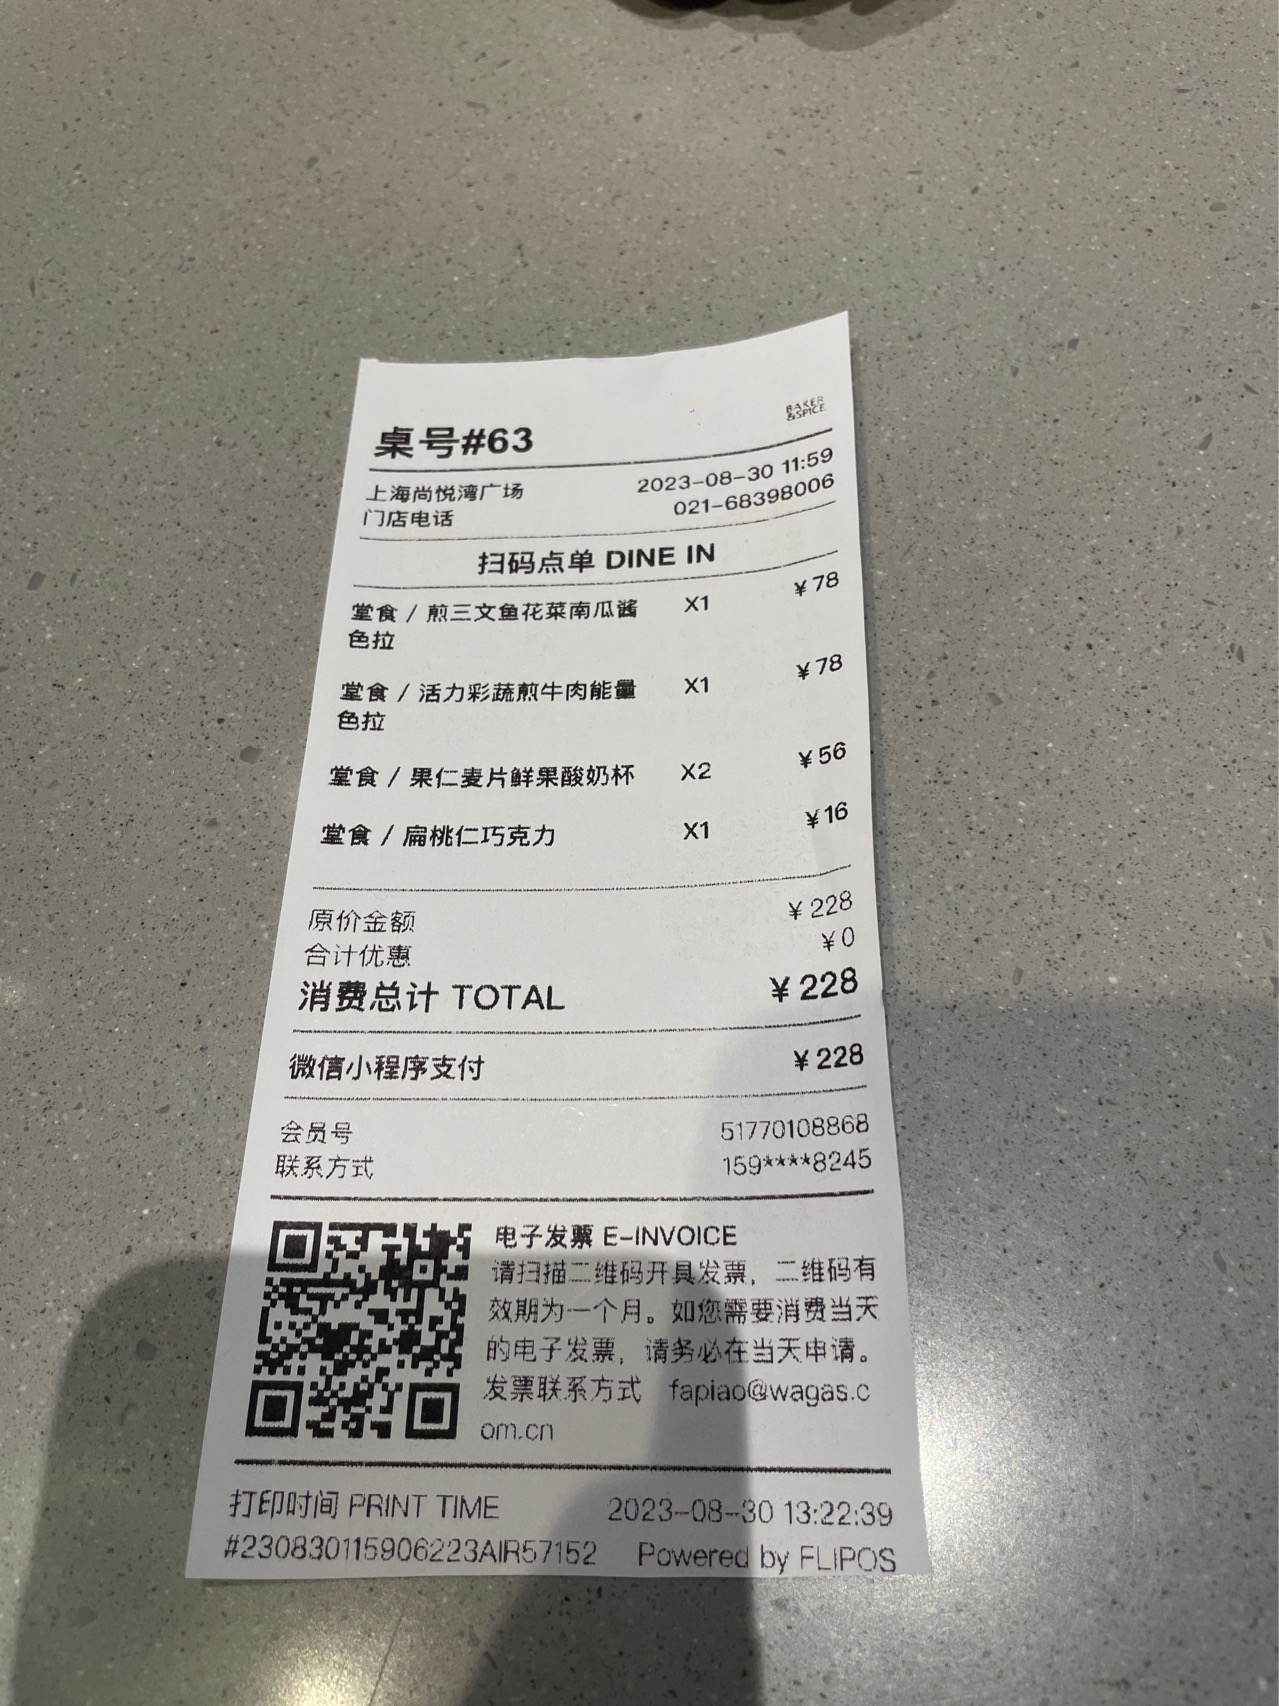 BAKER
&SPICE
桌号#63
上海尚悦湾广场 2023-08-30 11:59
门店电话 021-68398006
扫码点单 DINE IN
堂食 / 煎三文鱼花菜南瓜酱 X1 ¥78
色拉
堂食 / 活力彩蔬煎牛肉能量 X1 ¥78
色拉
堂食 / 果仁麦片鲜果酸奶杯 X2 ¥56
堂食 / 扁桃仁巧克力 X1 ¥16
原价金额 ¥228
合计优惠 ¥0
消费总计 TOTAL ¥228
微信小程序支付 ¥228
会员号 51770108868
联系方式 159****8245
电子发票 E-INVOICE
请扫描二维码开具发票，二维码有
效期为一个月。如您需要消费当天
的电子发票，请务必在当天申请。
发票联系方式 fapiao@wagas.c
om.cn
打印时间 PRINT TIME 2023-08-30 13:22:39
#230830115906223AIR57152 Powered by FLIPOS